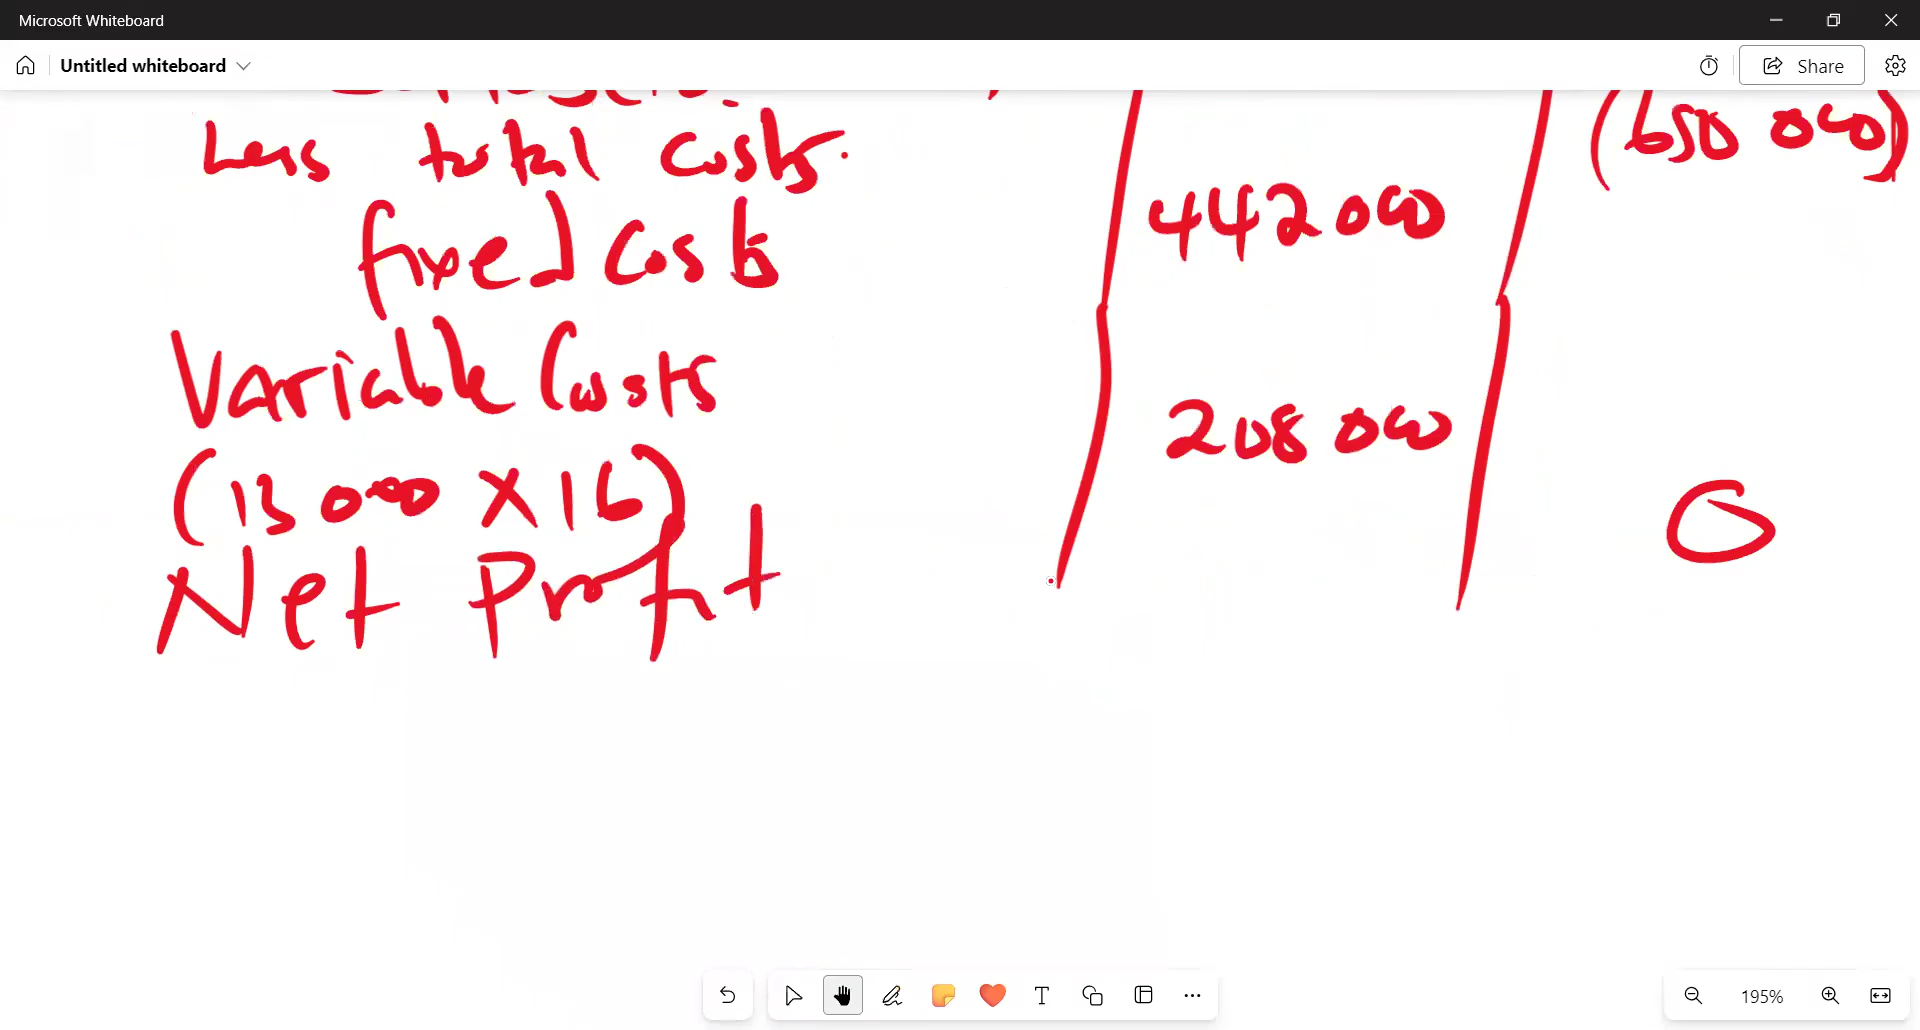 Microsoft Whiteboard
Untitled whiteboard
Share
Less total costs.
(650 000)
fixed costs
442 000
Variable Costs
208 000
(13 000 X 16)
0
Net Profit
195%